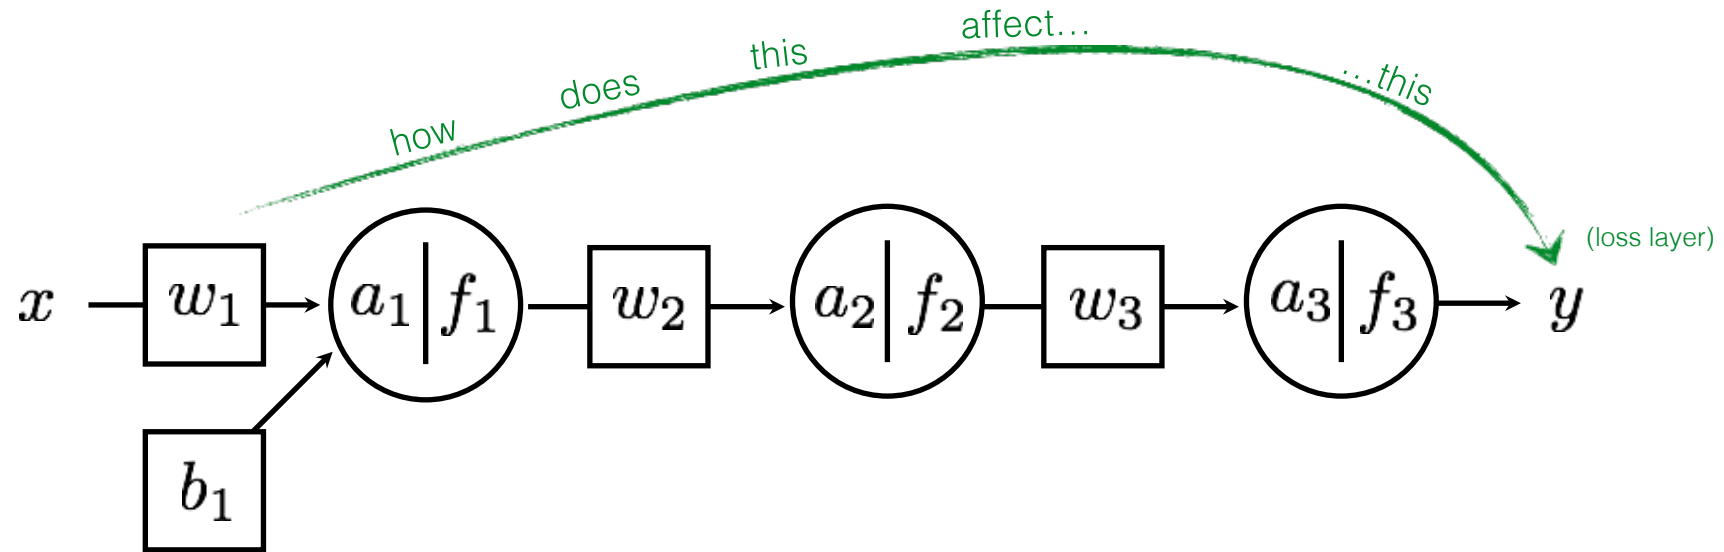 how does this affect... ...this
(loss layer)
x w₁ a₁ | f₁ w₂ a₂ | f₂ w₃ a₃ | f₃ y
b₁